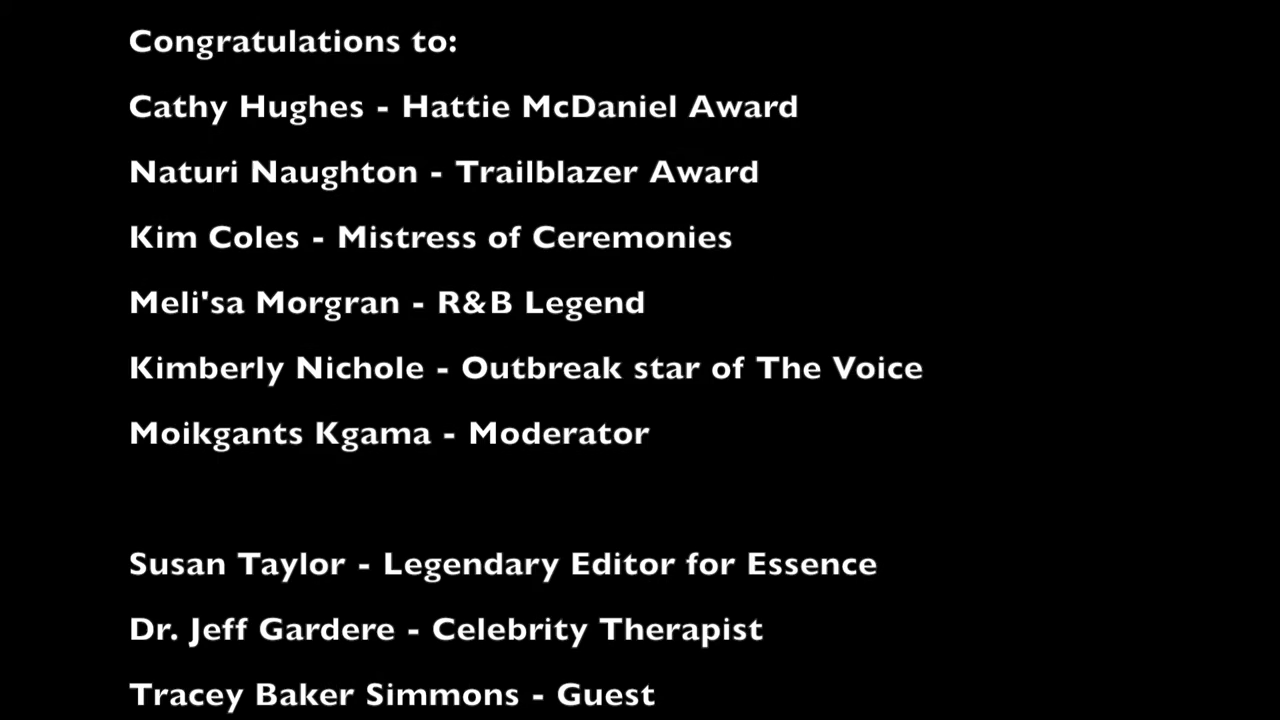 Congratulations to:
Cathy Hughes - Hattie McDaniel Award
Naturi Naughton - Trailblazer Award
Kim Coles - Mistress of Ceremonies
Meli'sa Morgran - R&B Legend
Kimberly Nichole - Outbreak star of The Voice
Moikgants Kgama - Moderator
Susan Taylor - Legendary Editor for Essence
Dr. Jeff Gardere - Celebrity Therapist
Tracey Baker Simmons - Guest